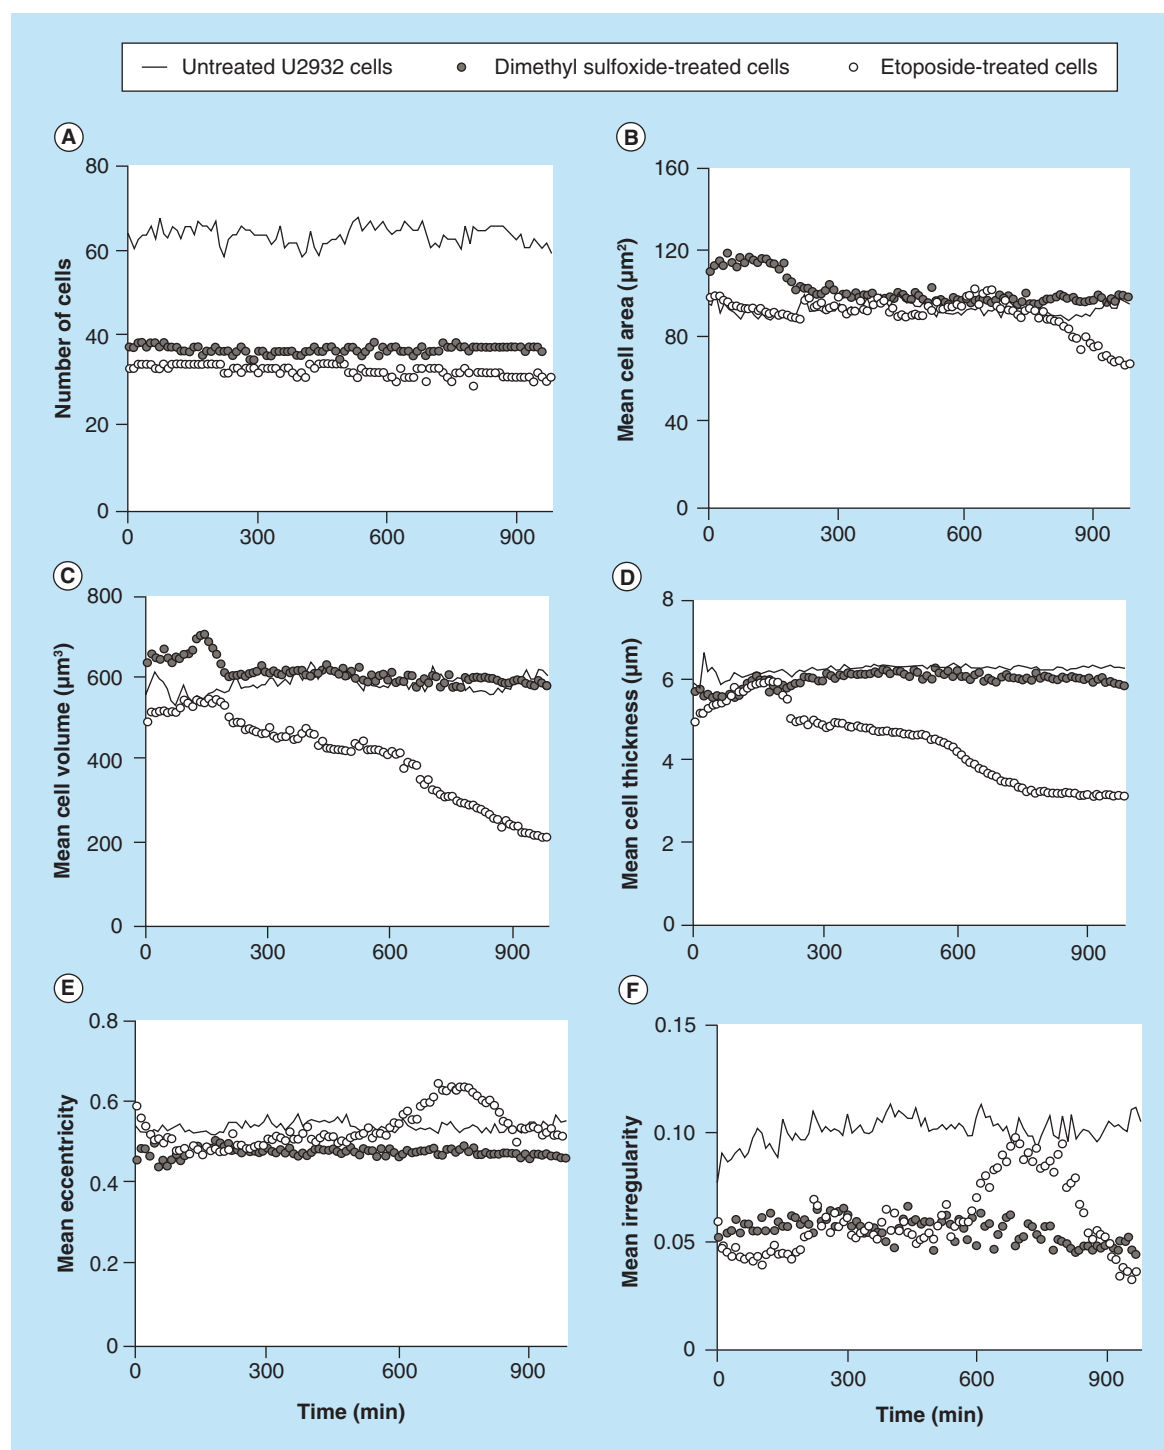 Untreated U2932 cells Dimethyl sulfoxide-treated cells Etoposide-treated cells
A
80
60
40
20
0
Number of cells
0 300 600 900
B
160
120
80
40
0
Mean cell area (µm²)
0 300 600 900
C
800
600
400
200
0
Mean cell volume (µm³)
0 300 600 900
D
8
6
4
2
0
Mean cell thickness (µm)
0 300 600 900
E
0.8
0.6
0.4
0.2
0
Mean eccentricity
0 300 600 900
Time (min)
F
0.15
0.10
0.05
0
Mean irregularity
0 300 600 900
Time (min)